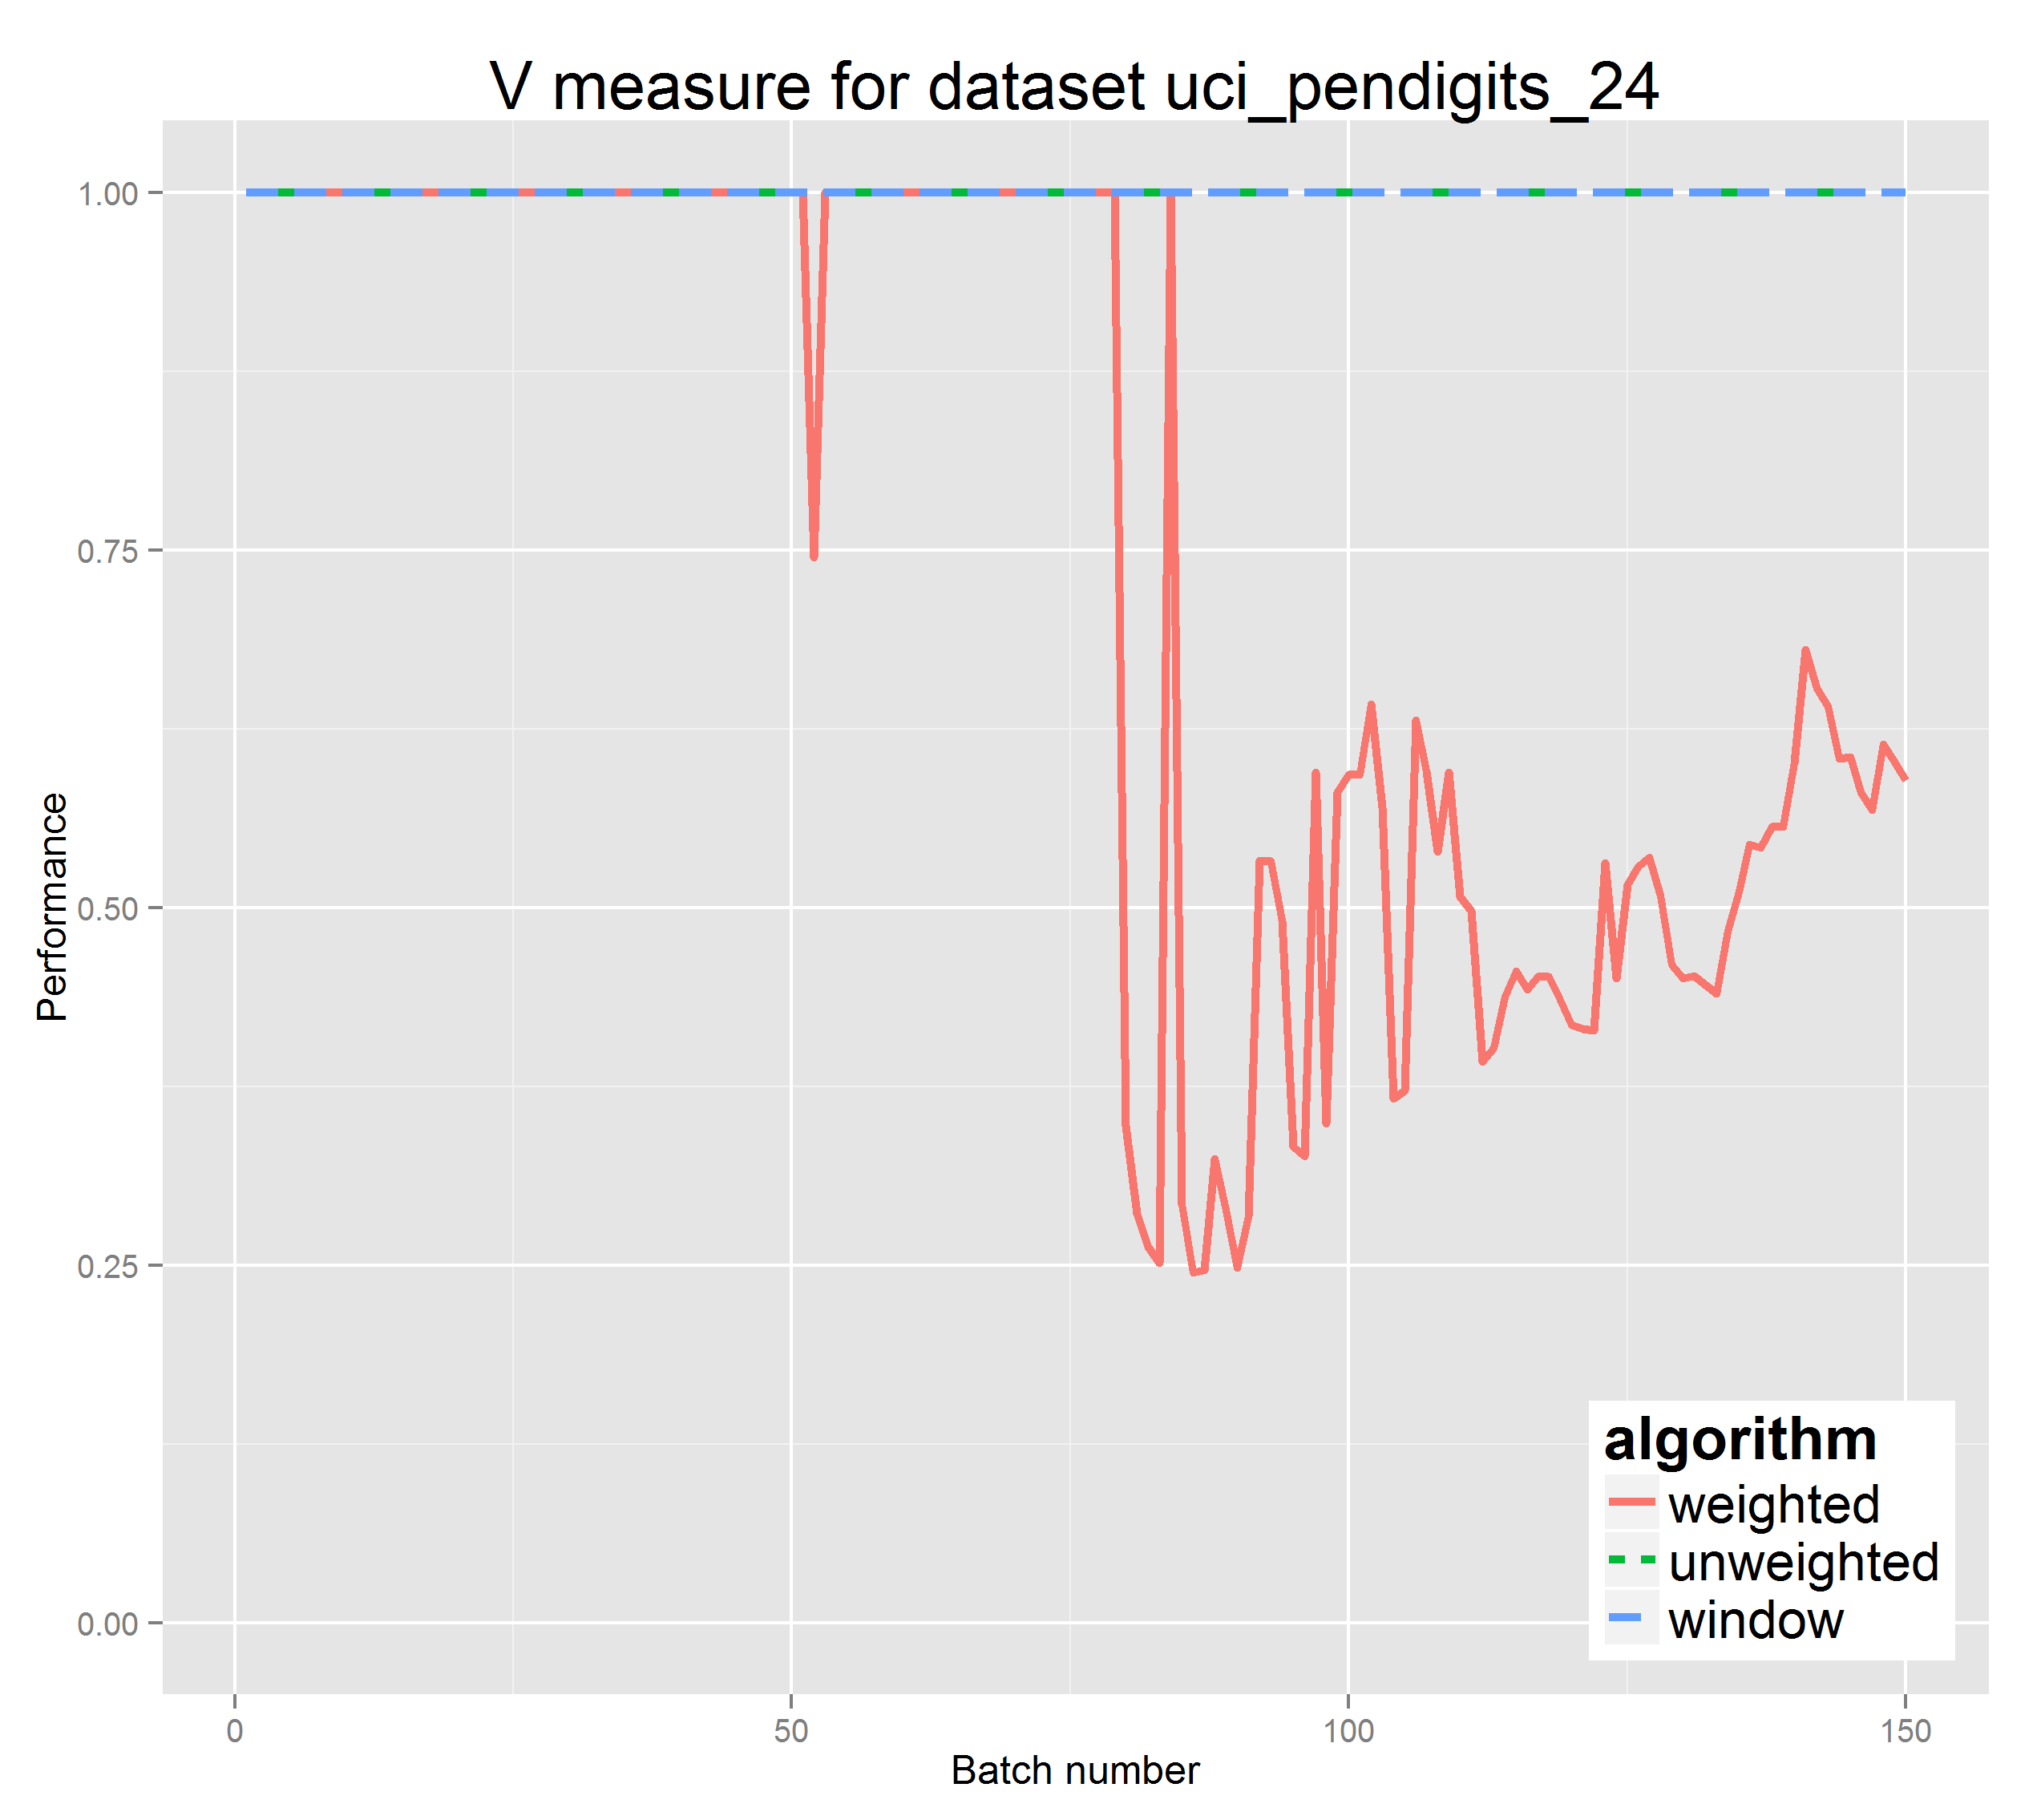 V measure for dataset uci_pendigits_24
1.00
0.75
0.50
0.25
0.00
Performance
algorithm
weighted
unweighted
window
0 50 100 150
Batch number